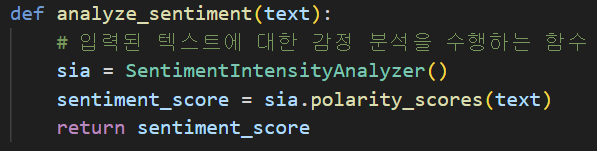 def analyze_sentiment(text):
    # 입력된 텍스트에 대한 감정 분석을 수행하는 함수
    sia = SentimentIntensityAnalyzer()
    sentiment_score = sia.polarity_scores(text)
    return sentiment_score